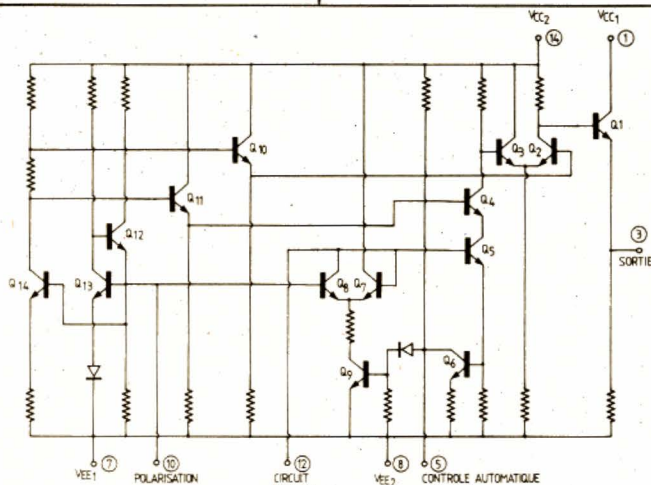 VCC2 VCC1
14 1
Q1
Q3 Q2
Q10
Q11 Q4
Q12 Q5
3
SORTIE
Q14 Q13 Q8 Q7
Q9 Q6
7 10 12 8 5
VEE1 POLARISATION CIRCUIT VEE2 CONTROLE AUTOMATIQUE